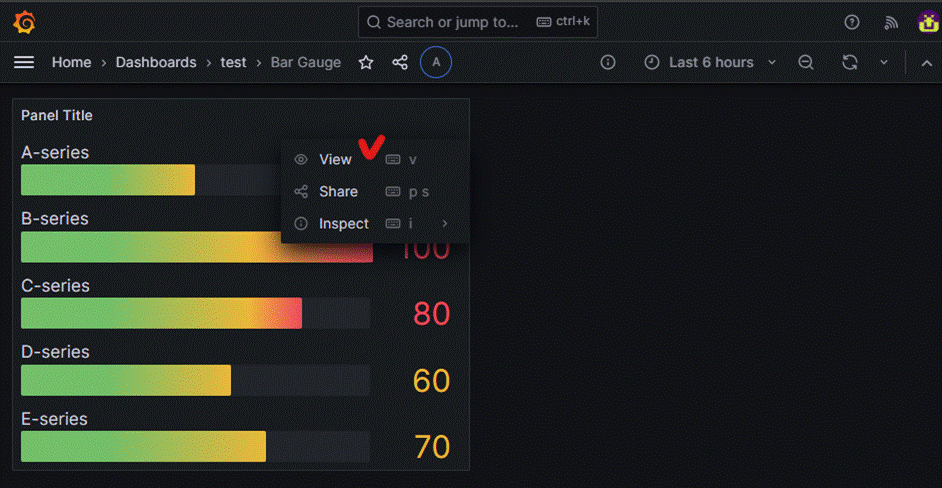 Search or jump to... ctrl+k
Home › Dashboards › test › Bar Gauge A Last 6 hours
Panel Title
A-series
View v
Share p s
Inspect i
B-series
100
C-series
80
D-series
60
E-series
70